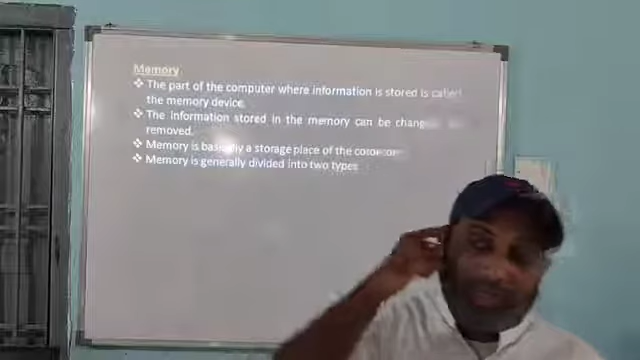 Memory
❖ The part of the computer where information is stored is called
the memory device.
❖ The information stored in the memory can be
removed.
❖ Memory is basically a storage place of the
❖ Memory is generally divided into two types